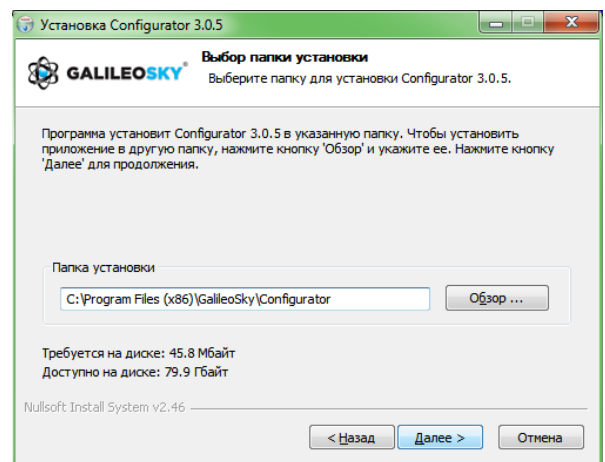 Установка Configurator 3.0.5
GALILEOSKY®
Выбор папки установки
Выберите папку для установки Configurator 3.0.5.
Программа установит Configurator 3.0.5 в указанную папку. Чтобы установить
приложение в другую папку, нажмите кнопку 'Обзор' и укажите ее. Нажмите кнопку
'Далее' для продолжения.
Папка установки
C:\Program Files (x86)\GalileoSky\Configurator
Обзор ...
Требуется на диске: 45.8 Мбайт
Доступно на диске: 79.9 Гбайт
Nullsoft Install System v2.46
< Назад
Далее >
Отмена